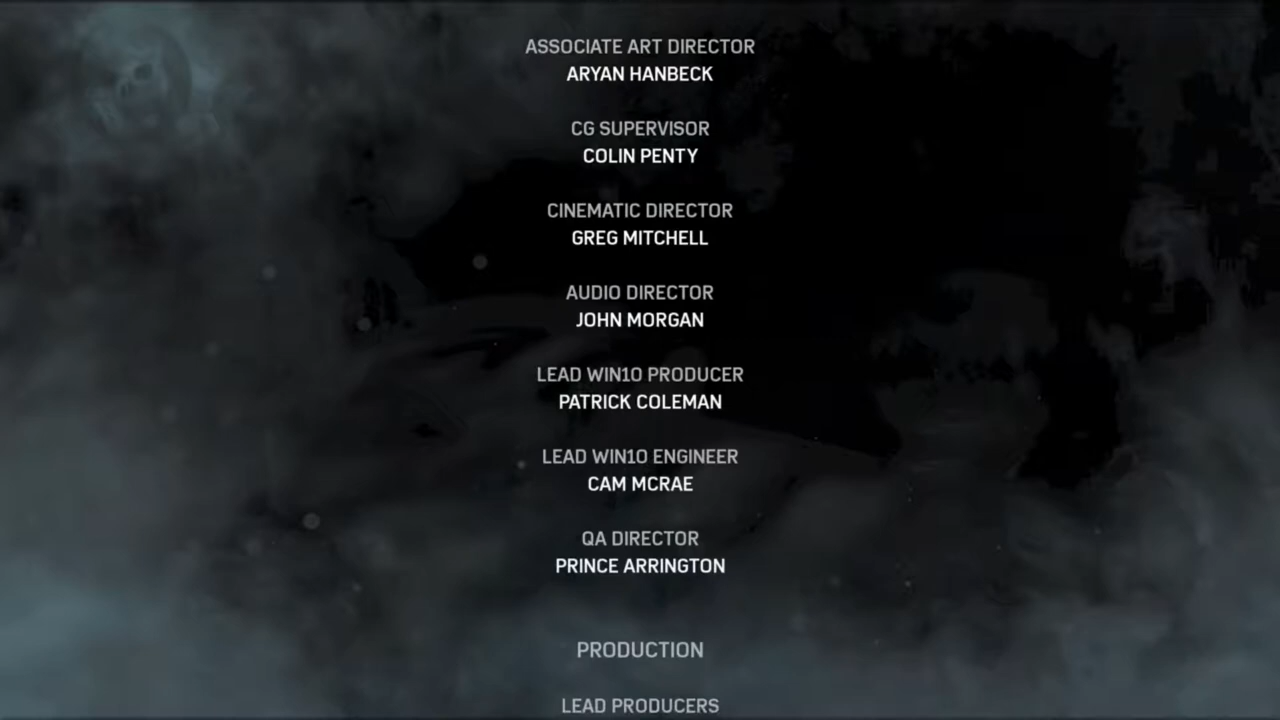 ASSOCIATE ART DIRECTOR
ARYAN HANBECK
CG SUPERVISOR
COLIN PENTY
CINEMATIC DIRECTOR
GREG MITCHELL
AUDIO DIRECTOR
JOHN MORGAN
LEAD WIN10 PRODUCER
PATRICK COLEMAN
LEAD WIN10 ENGINEER
CAM MCRAE
QA DIRECTOR
PRINCE ARRINGTON
PRODUCTION
LEAD PRODUCERS